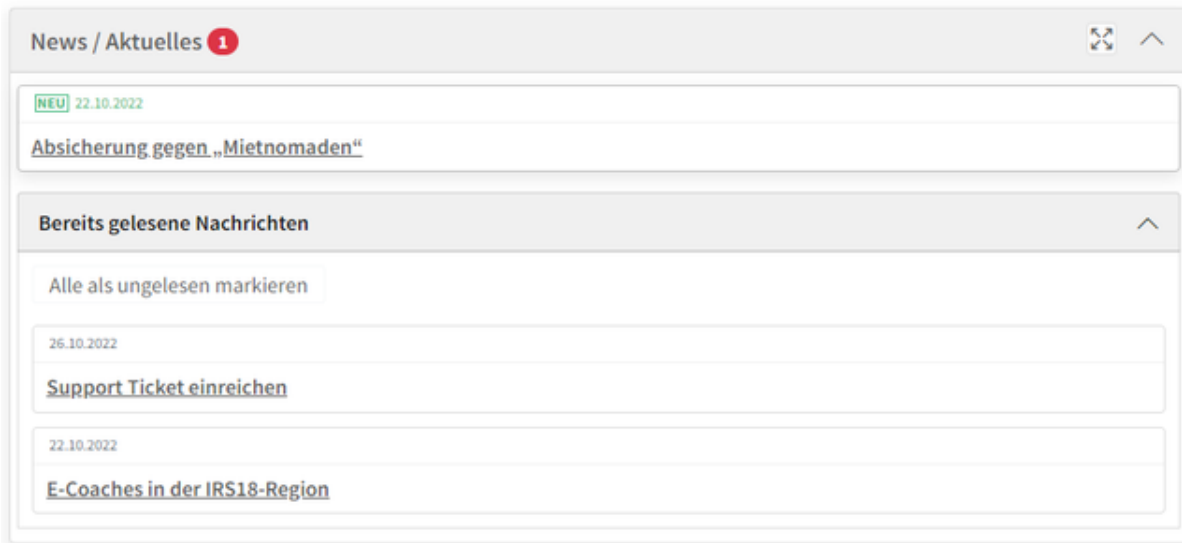 News / Aktuelles 1
NEU 22.10.2022
Absicherung gegen „Mietnomaden“
Bereits gelesene Nachrichten
Alle als ungelesen markieren
26.10.2022
Support Ticket einreichen
22.10.2022
E-Coaches in der IRS18-Region